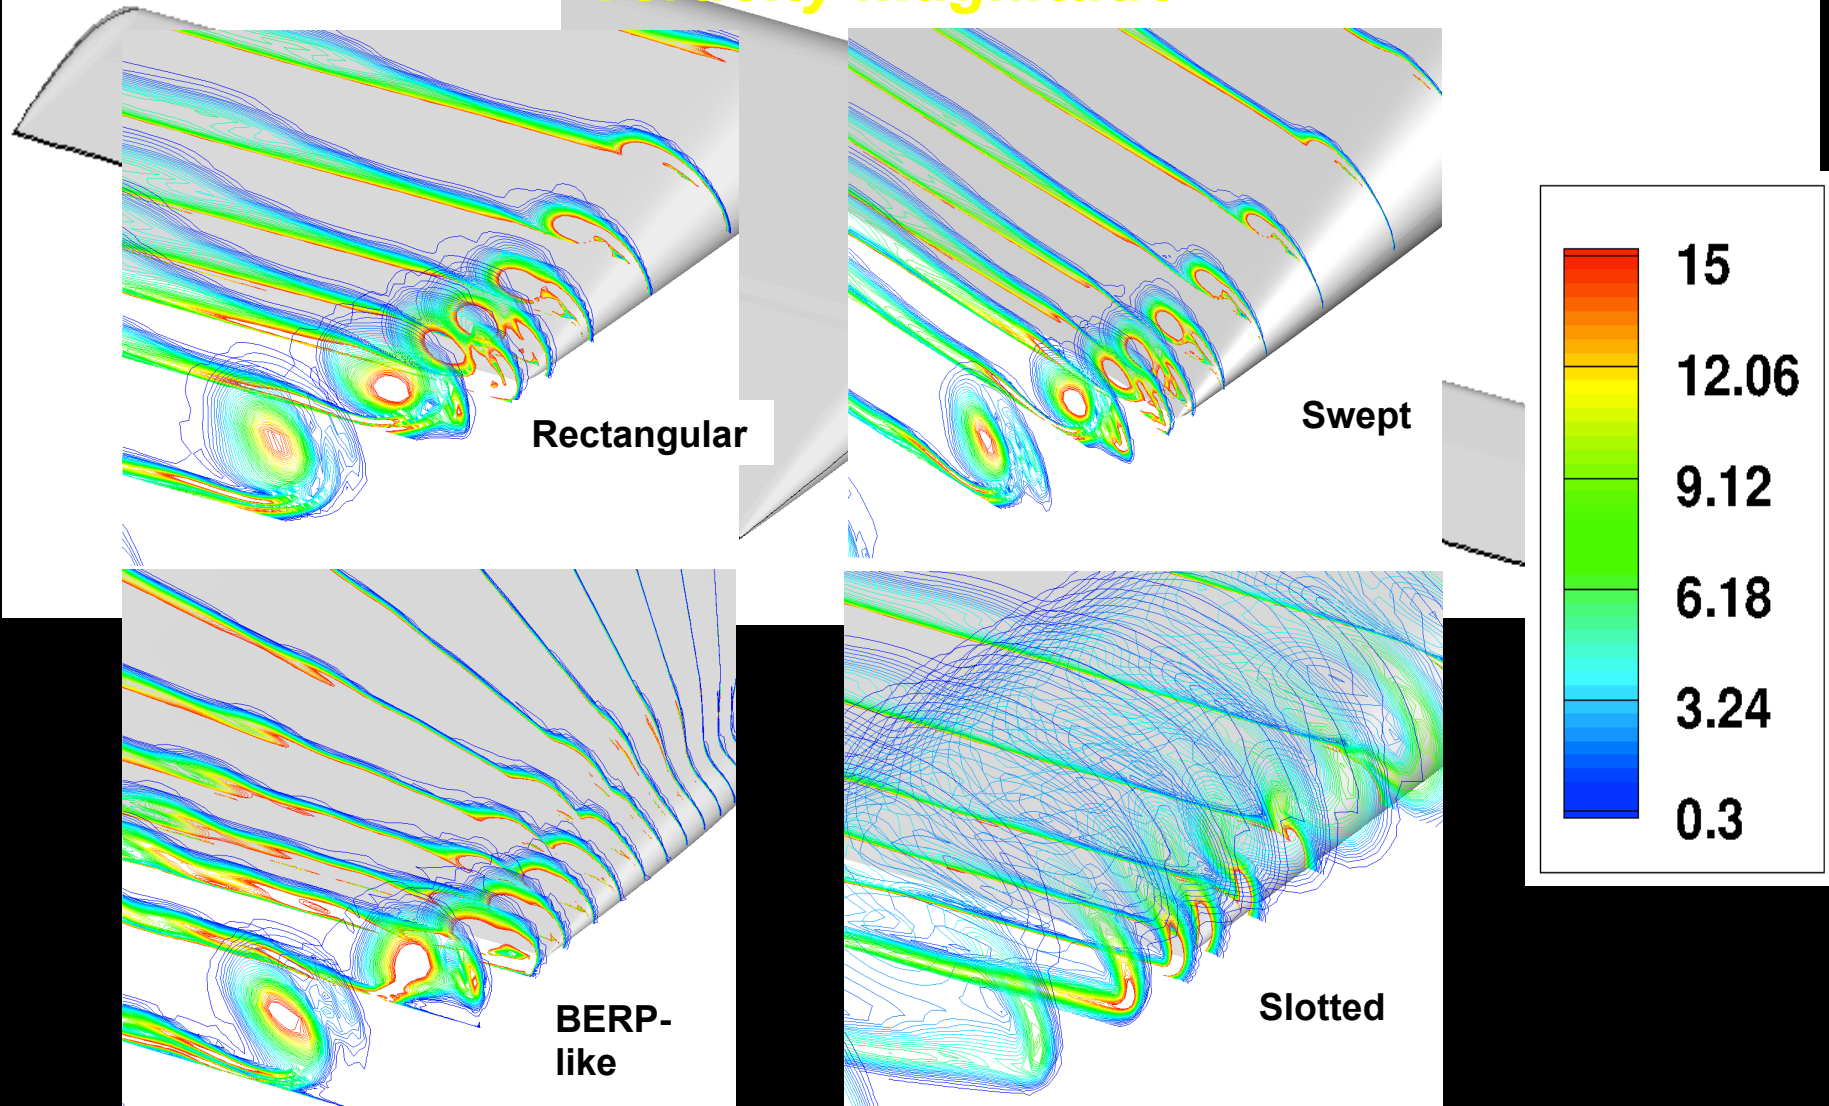 Rectangular
Swept
BERP-
like
Slotted
15
12.06
9.12
6.18
3.24
0.3